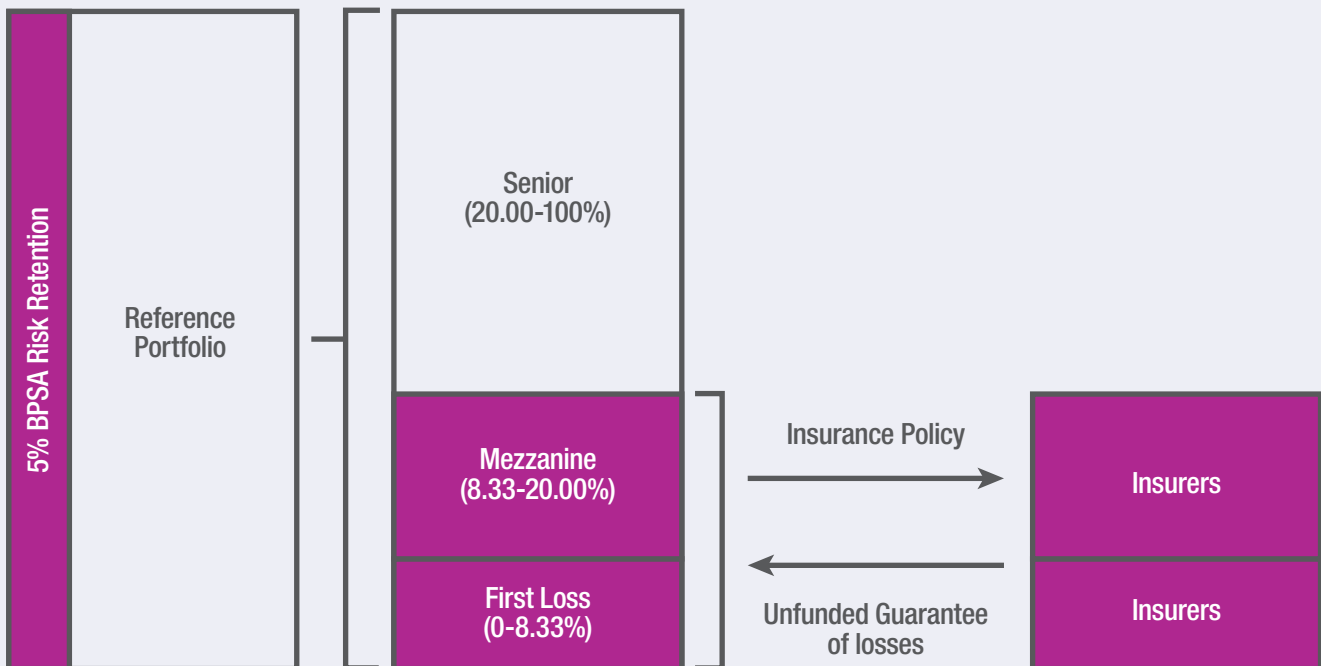 5% BPSA Risk Retention
Reference
Portfolio
Senior
(20.00-100%)
Mezzanine
(8.33-20.00%)
First Loss
(0-8.33%)
Insurance Policy
Unfunded Guarantee
of losses
Insurers
Insurers